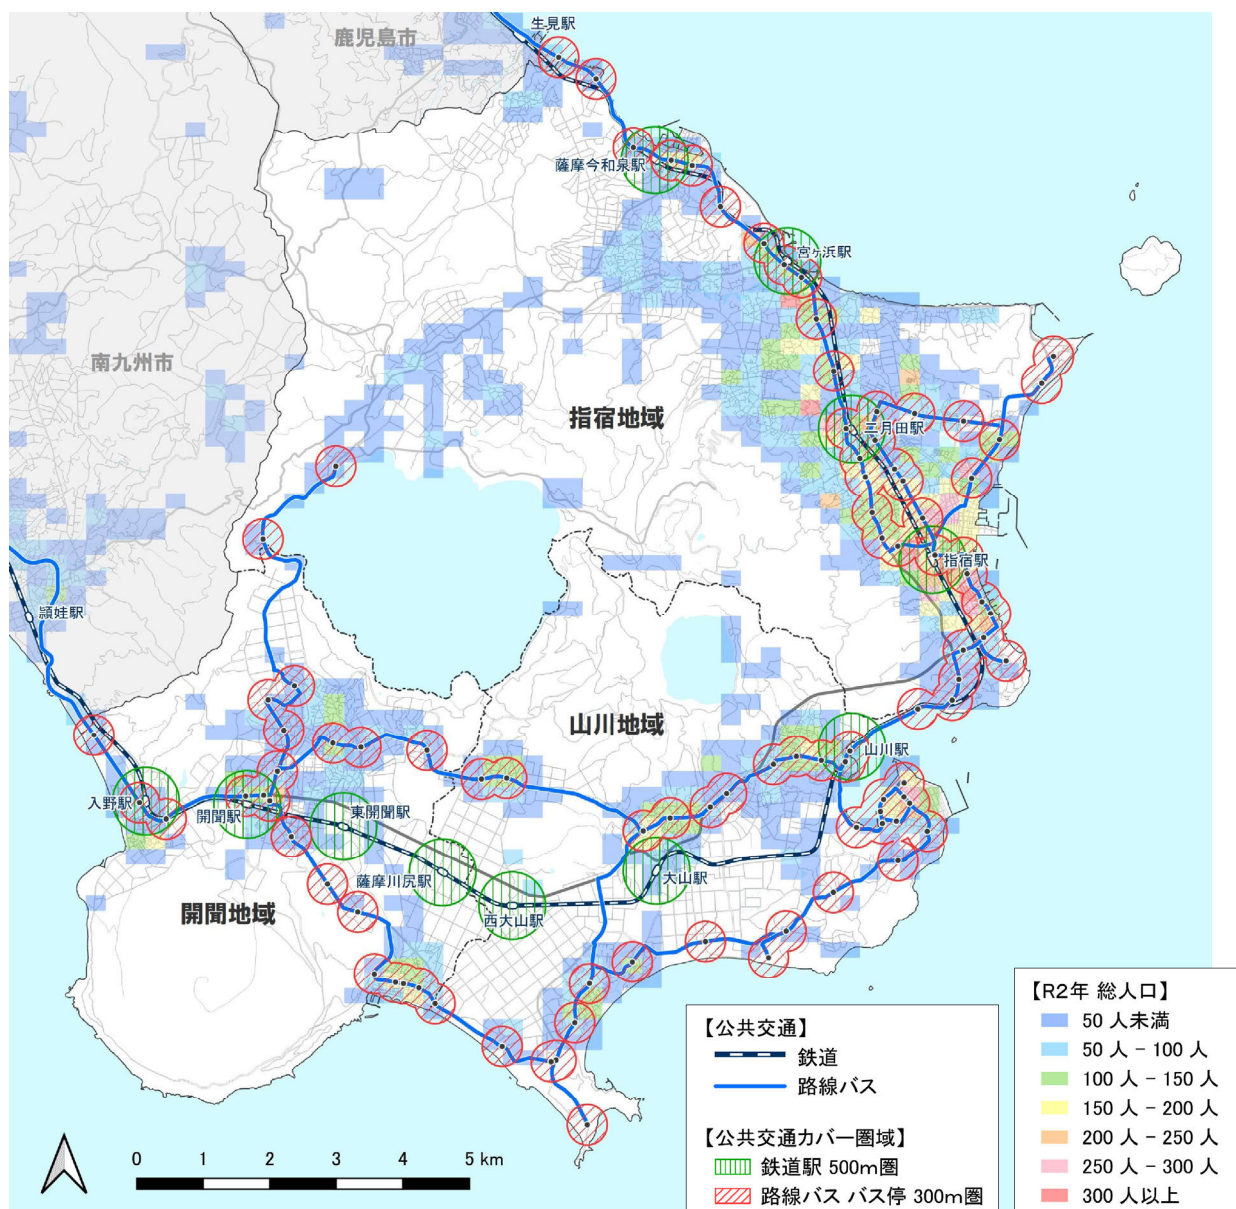 生見駅
鹿児島市
薩摩今和泉駅
宮ヶ浜駅
南九州市
指宿地域
二月田駅
指宿駅
頴娃駅
山川地域
山川駅
入野駅
開聞駅
東開聞駅
薩摩川尻駅
大山駅
西大山駅
開聞地域
0 1 2 3 4 5 km
【公共交通】
鉄道
路線バス
【公共交通カバー圏域】
鉄道駅 500m圏
路線バス バス停 300m圏
【R2年 総人口】
50 人未満
50 人 - 100 人
100 人 - 150 人
150 人 - 200 人
200 人 - 250 人
250 人 - 300 人
300 人以上